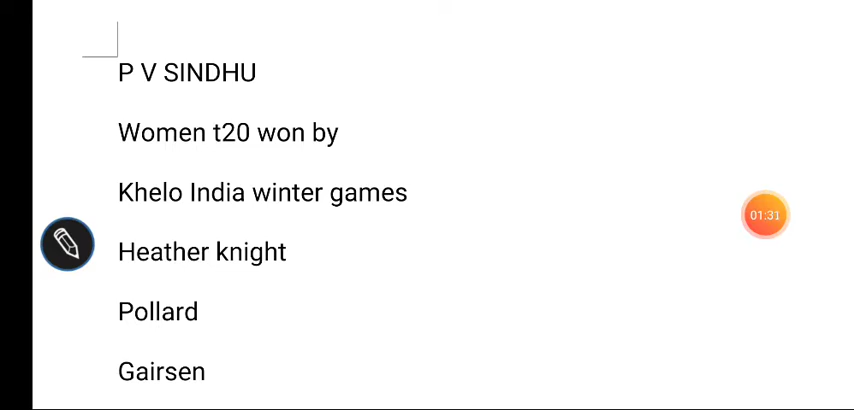 P V SINDHU
Women t20 won by
Khelo India winter games
01:31
Heather knight
Pollard
Gairsen